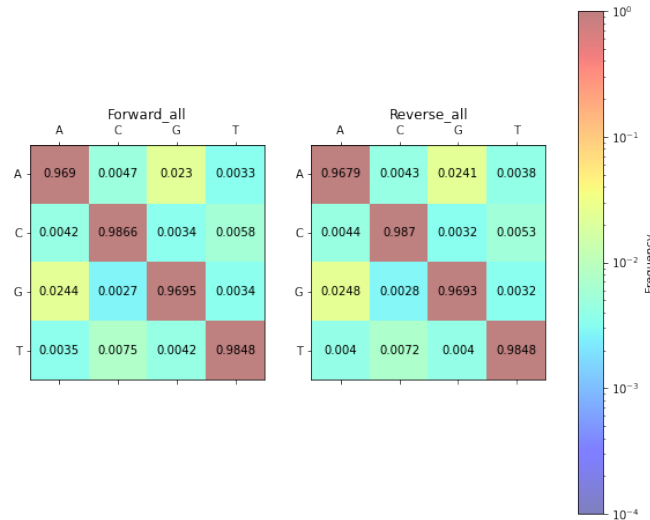 Forward_all
A C G T
A 0.969 0.0047 0.023 0.0033
C 0.0042 0.9866 0.0034 0.0058
G 0.0244 0.0027 0.9695 0.0034
T 0.0035 0.0075 0.0042 0.9848
Reverse_all
A C G T
A 0.9679 0.0043 0.0241 0.0038
C 0.0044 0.987 0.0032 0.0053
G 0.0248 0.0028 0.9693 0.0032
T 0.004 0.0072 0.004 0.9848
10⁰
10⁻¹
10⁻²
10⁻³
10⁻⁴
Frequency